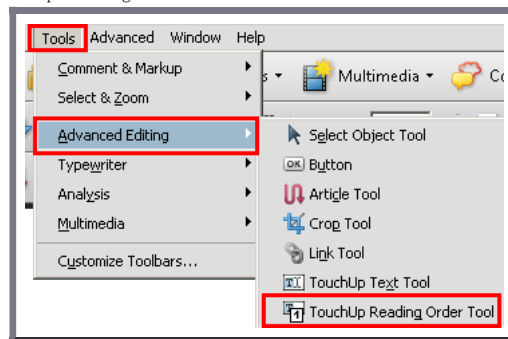 Tools Advanced Window Help
Comment & Markup
Select & Zoom
Multimedia
Advanced Editing
Typewriter
Analysis
Multimedia
Customize Toolbars...
Select Object Tool
OK Button
Article Tool
Crop Tool
Link Tool
T TouchUp Text Tool
1 TouchUp Reading Order Tool